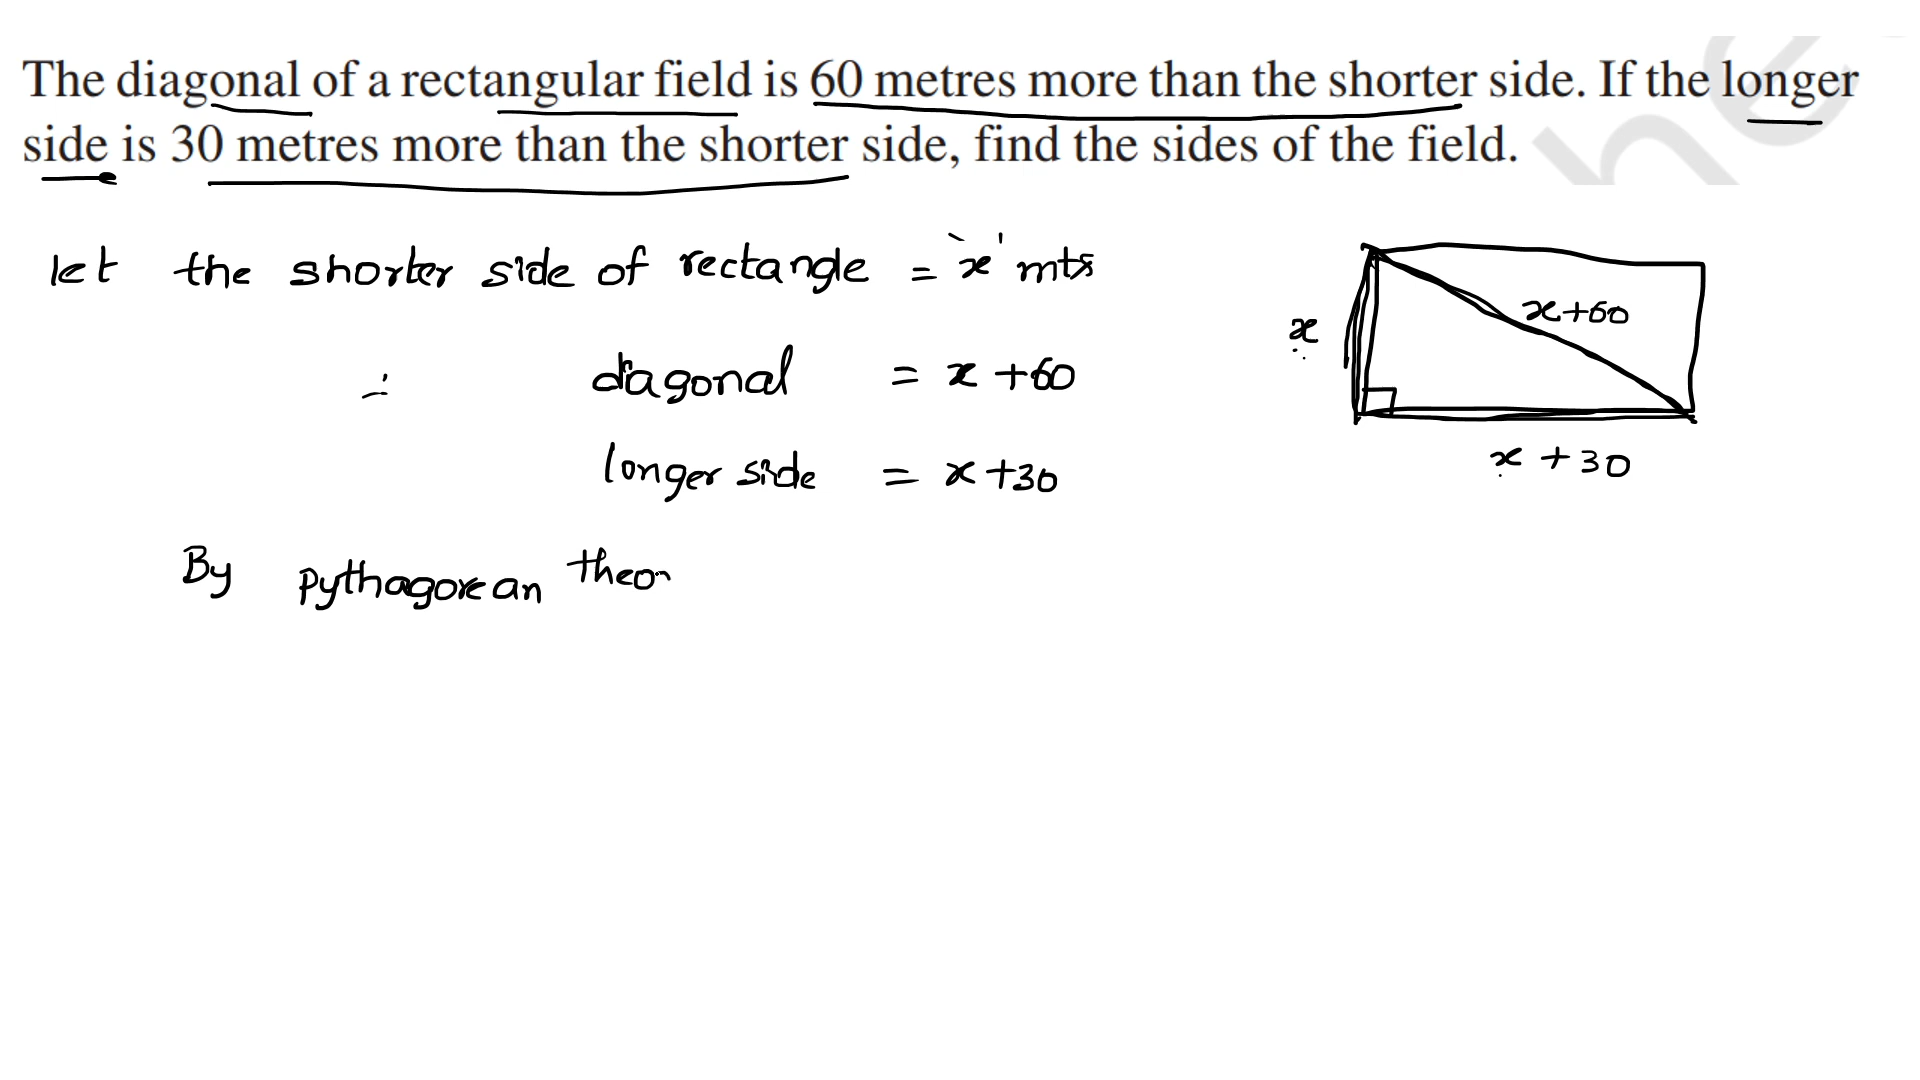 The diagonal of a rectangular field is 60 metres more than the shorter side. If the longer
side is 30 metres more than the shorter side, find the sides of the field.
let the shorter side of rectangle = 'x' mts
∴ diagonal = x + 60
longer side = x + 30
By pythagorean theor
x
x+60
x + 30